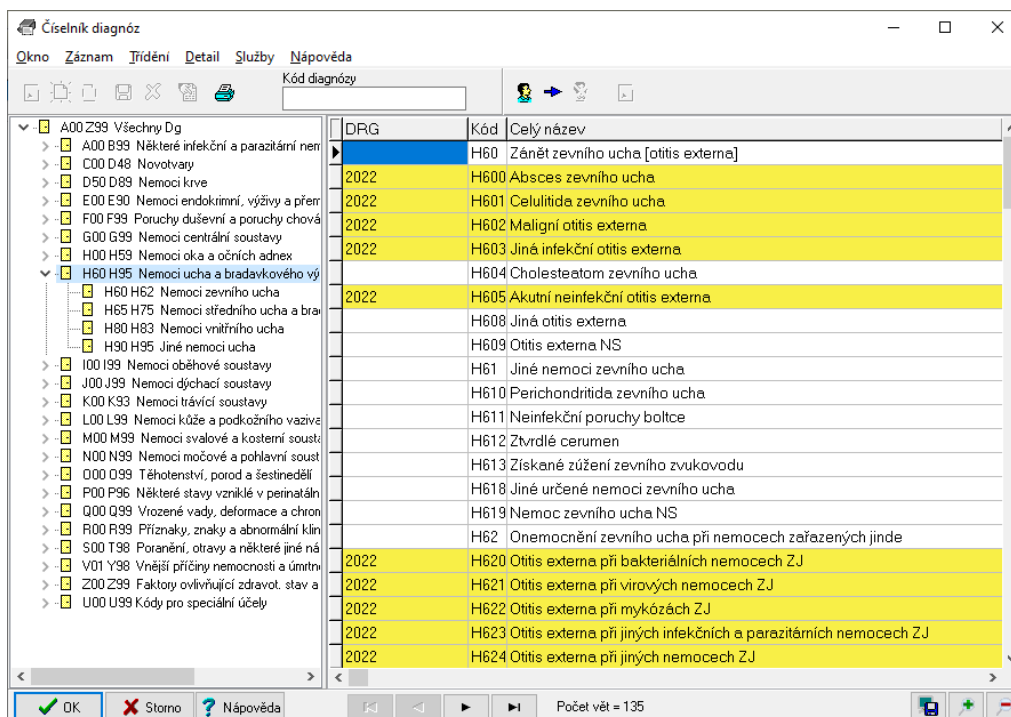 Číselník diagnóz
Okno Záznam Třídění Detail Služby Nápověda
Kód diagnózy
A00 Z99 Všechny Dg
A00 B99 Některé infekční a parazitární nem
C00 D48 Novotvary
D50 D89 Nemoci krve
E00 E90 Nemoci endokrinní, výživy a přem
F00 F99 Poruchy duševní a poruchy chová
G00 G99 Nemoci centrální soustavy
H00 H59 Nemoci oka a očních adnex
H60 H95 Nemoci ucha a bradavkového vý
H60 H62 Nemoci zevního ucha
H65 H75 Nemoci středního ucha a bra
H80 H83 Nemoci vnitřního ucha
H90 H95 Jiné nemoci ucha
I00 I99 Nemoci oběhové soustavy
J00 J99 Nemoci dýchací soustavy
K00 K93 Nemoci trávící soustavy
L00 L99 Nemoci kůže a podkožního vaziva
M00 M99 Nemoci svalové a kosterní soust
N00 N99 Nemoci močové a pohlavní soust
O00 O99 Těhotenství, porod a šestinedělí
P00 P96 Některé stavy vzniklé v perinatáln
Q00 Q99 Vrozené vady, deformace a chron
R00 R99 Příznaky, znaky a abnormální klin
S00 T98 Poranění, otravy a některé jiné ná
V01 Y98 Vnější příčiny nemocnosti a úmrtn
Z00 Z99 Faktory ovlivňující zdravot. stav a
U00 U99 Kódy pro speciální účely
DRG Kód Celý název
H60 Zánět zevního ucha [otitis externa]
2022 H600 Absces zevního ucha
2022 H601 Celulitida zevního ucha
2022 H602 Maligní otitis externa
2022 H603 Jiná infekční otitis externa
H604 Cholesteatom zevního ucha
2022 H605 Akutní neinfekční otitis externa
H608 Jiná otitis externa
H609 Otitis externa NS
H61 Jiné nemoci zevního ucha
H610 Perichondritida zevního ucha
H611 Neinfekční poruchy boltce
H612 Ztvrdlé cerumen
H613 Získané zúžení zevního zvukovodu
H618 Jiné určené nemoci zevního ucha
H619 Nemoc zevního ucha NS
H62 Onemocnění zevního ucha při nemocech zařazených jinde
2022 H620 Otitis externa při bakteriálních nemocech ZJ
2022 H621 Otitis externa při virových nemocech ZJ
2022 H622 Otitis externa při mykózách ZJ
2022 H623 Otitis externa při jiných infekčních a parazitárních nemocech ZJ
2022 H624 Otitis externa při jiných nemocech ZJ
OK Storno Nápověda Počet vět = 135